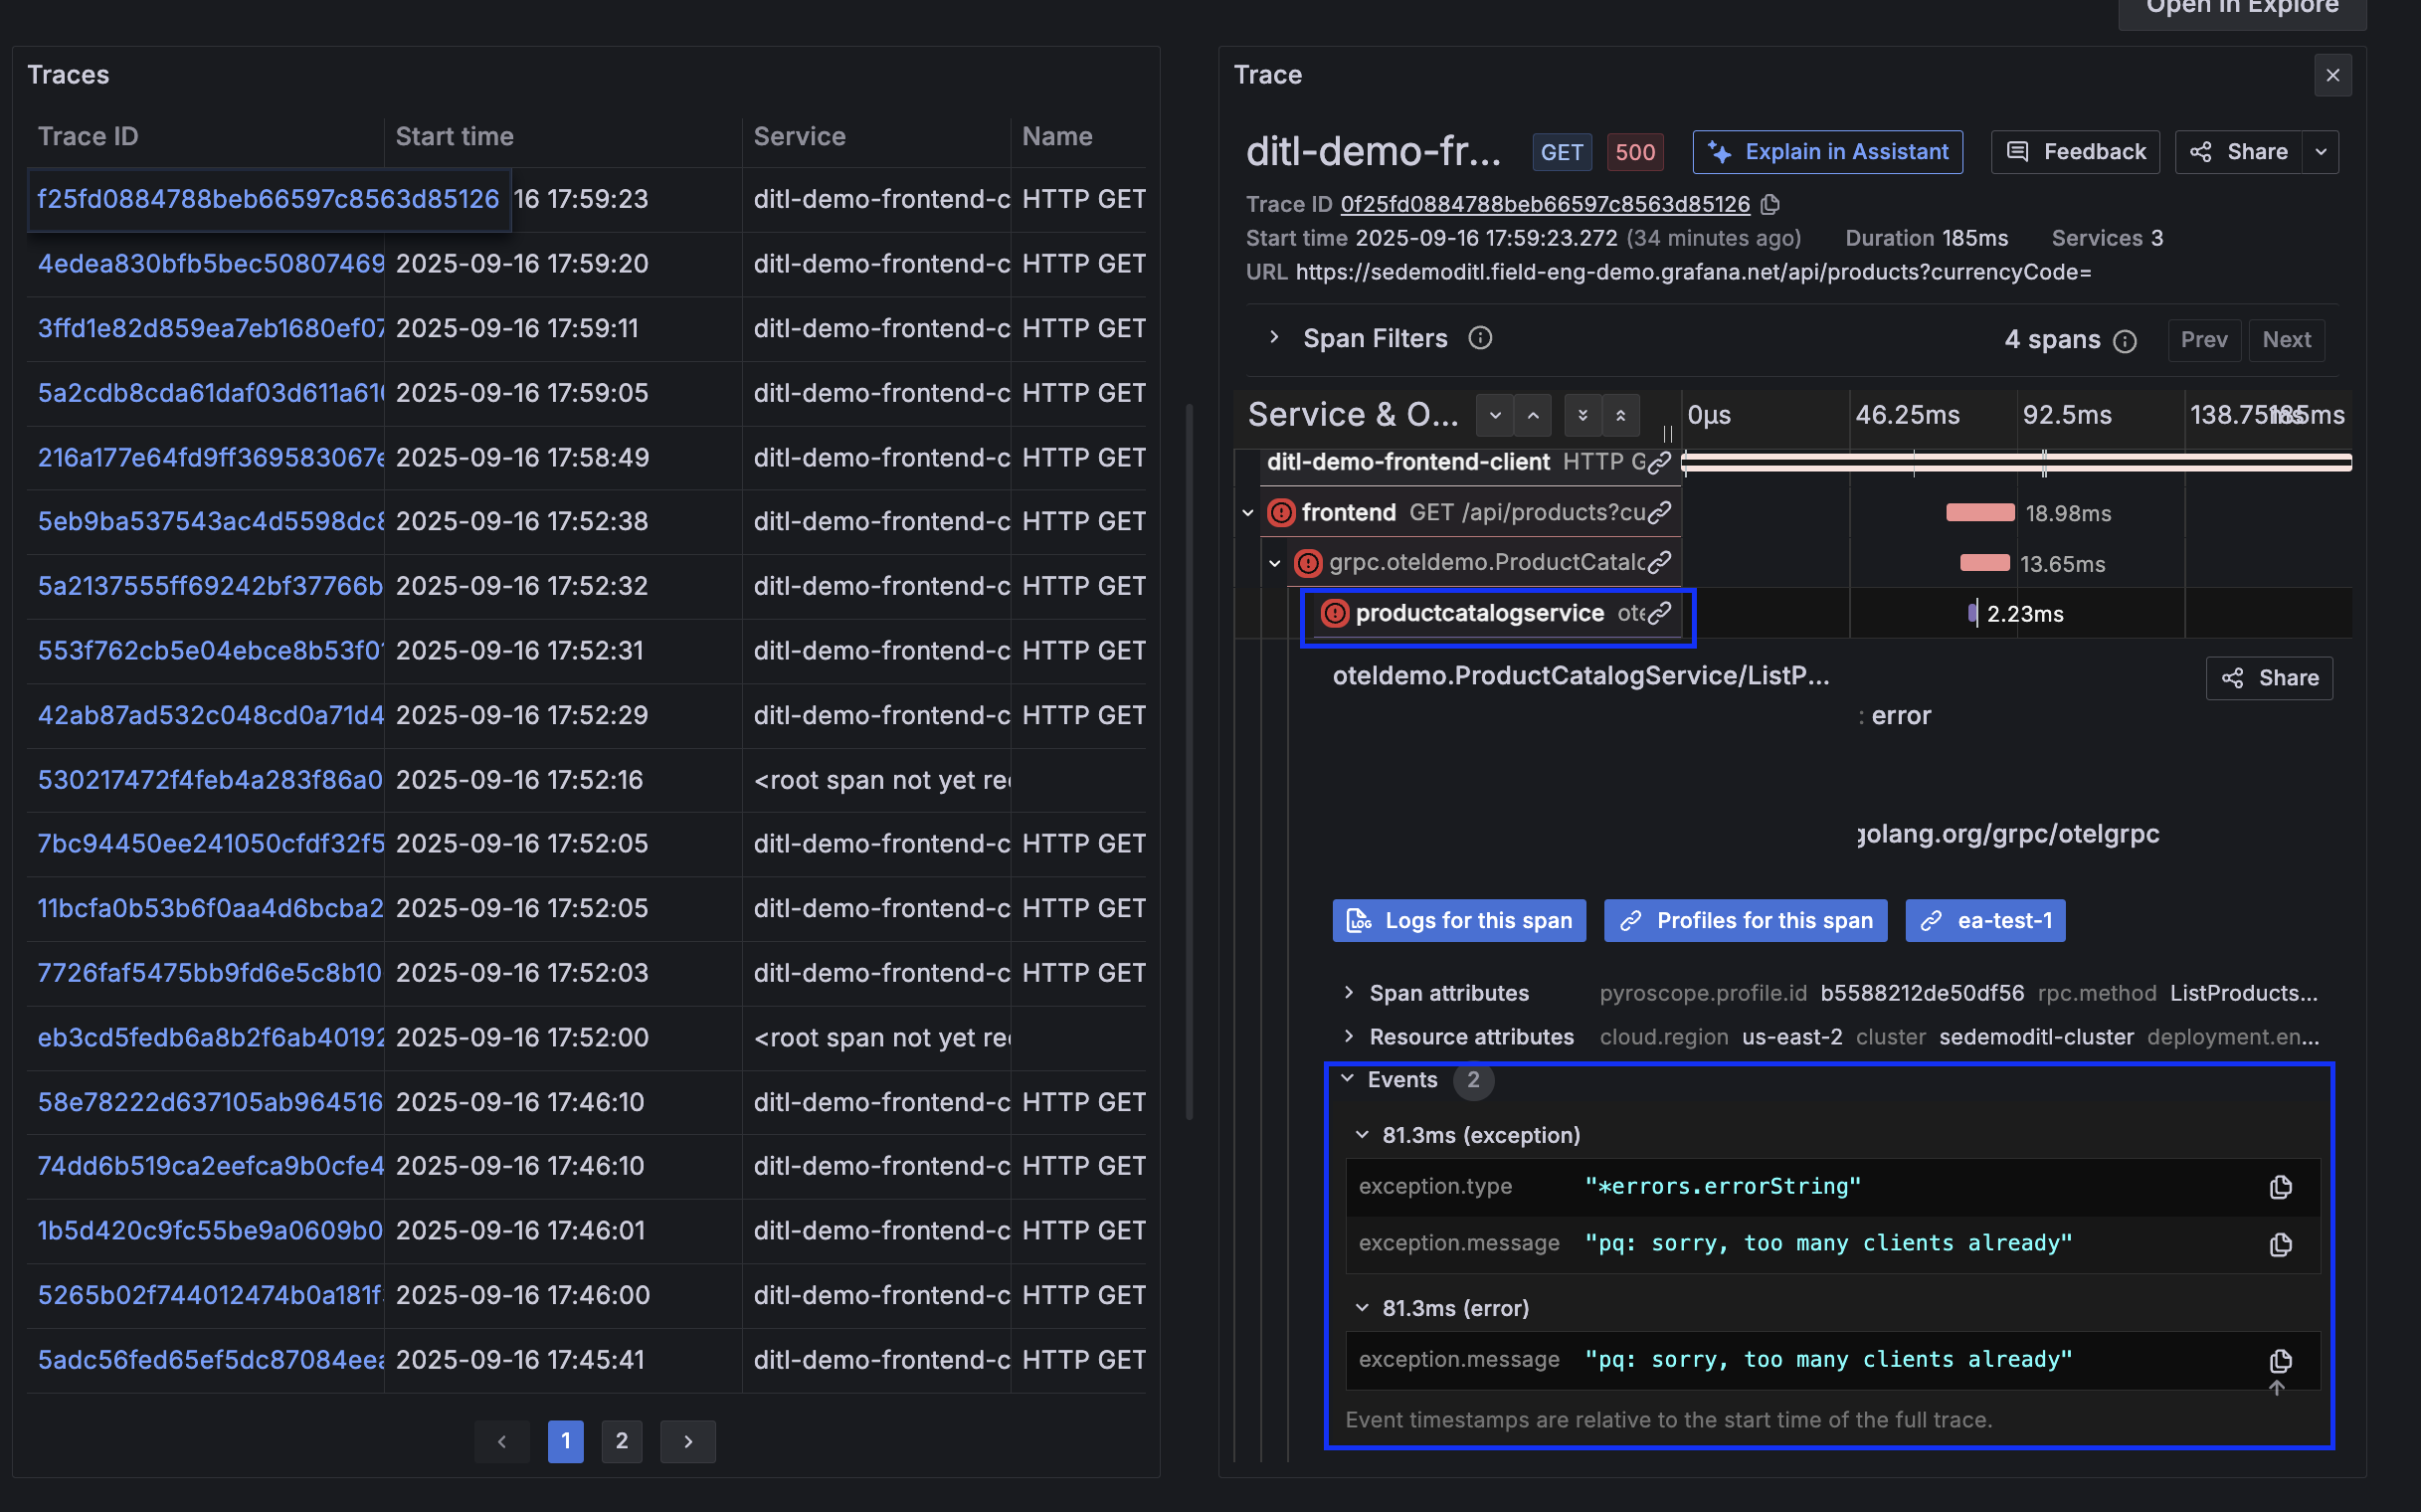 Open in Explore
Traces
Trace ID Start time Service Name
f25fd0884788beb66597c8563d85126 16 17:59:23 ditl-demo-frontend-c HTTP GET
4edea830bfb5bec50807469 2025-09-16 17:59:20 ditl-demo-frontend-c HTTP GET
3ffd1e82d859ea7eb1680ef07 2025-09-16 17:59:11 ditl-demo-frontend-c HTTP GET
5a2cdb8cda61daf03d611a61 2025-09-16 17:59:05 ditl-demo-frontend-c HTTP GET
216a177e64fd9ff369583067e 2025-09-16 17:58:49 ditl-demo-frontend-c HTTP GET
5eb9ba537543ac4d5598dc8 2025-09-16 17:52:38 ditl-demo-frontend-c HTTP GET
5a2137555ff69242bf37766b 2025-09-16 17:52:32 ditl-demo-frontend-c HTTP GET
553f762cb5e04ebce8b53f0 2025-09-16 17:52:31 ditl-demo-frontend-c HTTP GET
42ab87ad532c048cd0a71d4 2025-09-16 17:52:29 ditl-demo-frontend-c HTTP GET
530217472f4feb4a283f86a0 2025-09-16 17:52:16 <root span not yet re
7bc94450ee241050cfdf32f5 2025-09-16 17:52:05 ditl-demo-frontend-c HTTP GET
11bcfa0b53b6f0aa4d6bcba2 2025-09-16 17:52:05 ditl-demo-frontend-c HTTP GET
7726faf5475bb9fd6e5c8b10 2025-09-16 17:52:03 ditl-demo-frontend-c HTTP GET
eb3cd5fedb6a8b2f6ab40192 2025-09-16 17:52:00 <root span not yet re
58e78222d637105ab964516 2025-09-16 17:46:10 ditl-demo-frontend-c HTTP GET
74dd6b519ca2eefca9b0cfe4 2025-09-16 17:46:10 ditl-demo-frontend-c HTTP GET
1b5d420c9fc55be9a0609b0 2025-09-16 17:46:01 ditl-demo-frontend-c HTTP GET
5265b02f744012474b0a181f 2025-09-16 17:46:00 ditl-demo-frontend-c HTTP GET
5adc56fed65ef5dc87084eea 2025-09-16 17:45:41 ditl-demo-frontend-c HTTP GET
1 2
Trace
ditl-demo-fr... GET 500 Explain in Assistant Feedback Share
Trace ID 0f25fd0884788beb66597c8563d85126
Start time 2025-09-16 17:59:23.272 (34 minutes ago) Duration 185ms Services 3
URL https://sedemoditl.field-eng-demo.grafana.net/api/products?currencyCode=
Span Filters 4 spans Prev Next
Service & O... 0μs 46.25ms 92.5ms 138.75ms 185ms
ditl-demo-frontend-client HTTP G
frontend GET /api/products?cu 18.98ms
grpc.oteldemo.ProductCatalo 13.65ms
productcatalogservice ote 2.23ms
oteldemo.ProductCatalogService/ListP... Share
: error
golang.org/grpc/otelgrpc
Logs for this span Profiles for this span ea-test-1
Span attributes pyroscope.profile.id b5588212de50df56 rpc.method ListProducts...
Resource attributes cloud.region us-east-2 cluster sedemoditl-cluster deployment.en...
Events 2
81.3ms (exception)
exception.type "*errors.errorString"
exception.message "pq: sorry, too many clients already"
81.3ms (error)
exception.message "pq: sorry, too many clients already"
Event timestamps are relative to the start time of the full trace.